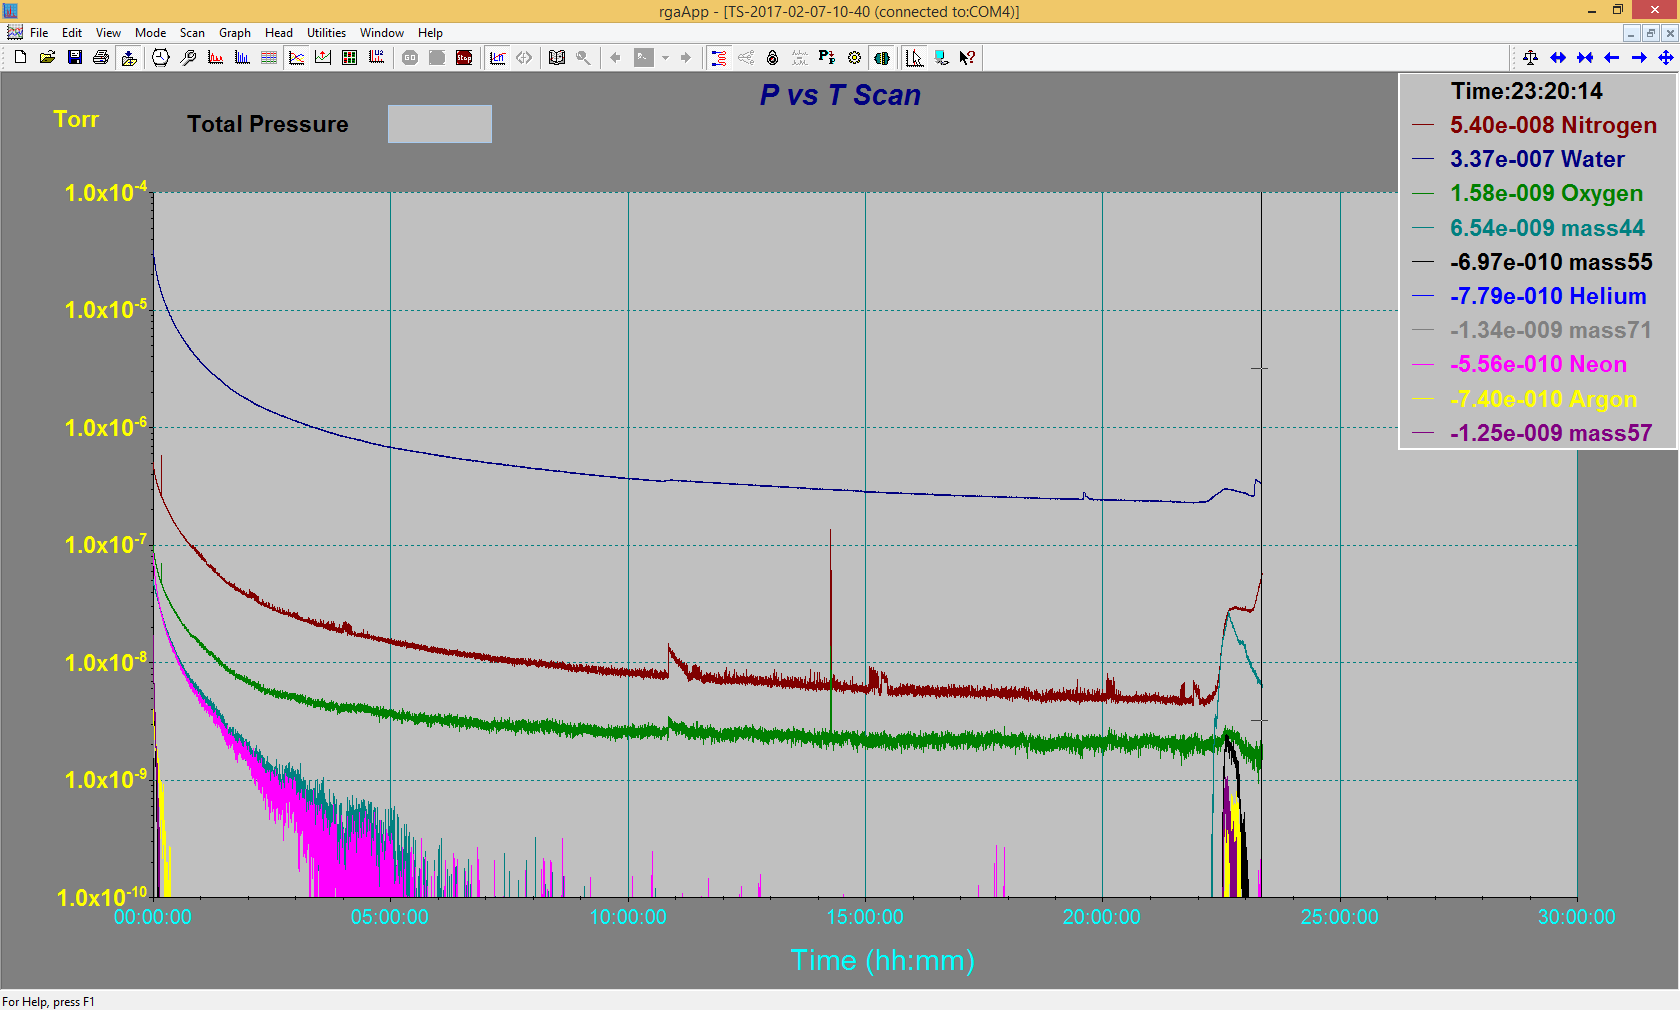 rgaApp - [TS-2017-02-07-10-40 (connected to:COM4)]
File Edit View Mode Scan Graph Head Utilities Window Help
GO Stop
P vs T Scan
Torr
Total Pressure
Time:23:20:14
5.40e-008 Nitrogen
3.37e-007 Water
1.58e-009 Oxygen
6.54e-009 mass44
-6.97e-010 mass55
-7.79e-010 Helium
-1.34e-009 mass71
-5.56e-010 Neon
-7.40e-010 Argon
-1.25e-009 mass57
1.0x10-4
1.0x10-5
1.0x10-6
1.0x10-7
1.0x10-8
1.0x10-9
1.0x10-10
00:00:00 05:00:00 10:00:00 15:00:00 20:00:00 25:00:00 30:00:00
Time (hh:mm)
For Help, press F1